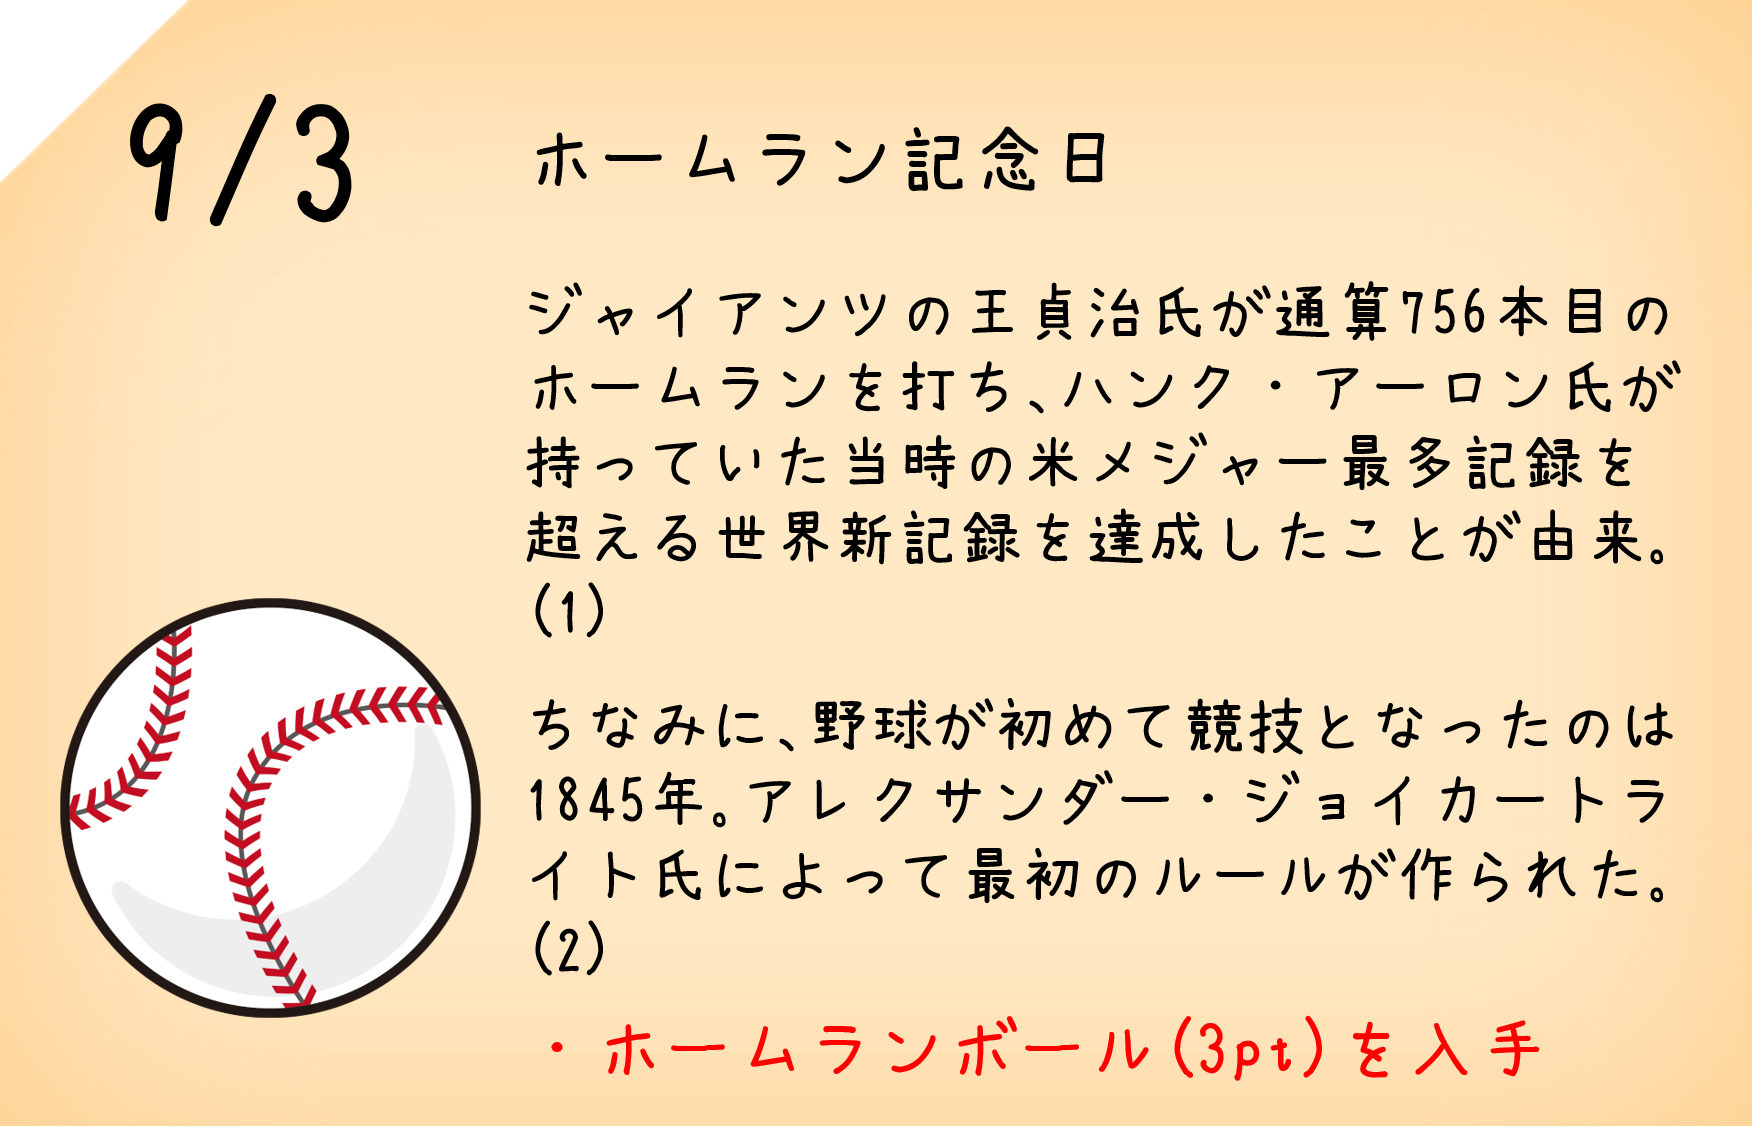 9/3
ホームラン記念日
ジャイアンツの王貞治氏が通算756本目の
ホームランを打ち、ハンク・アーロン氏が
持っていた当時の米メジャー最多記録を
超える世界新記録を達成したことが由来。
(1)
ちなみに、野球が初めて競技となったのは
1845年。アレクサンダー・ジョイカートラ
イト氏によって最初のルールが作られた。
(2)
・ホームランボール(3pt)を入手